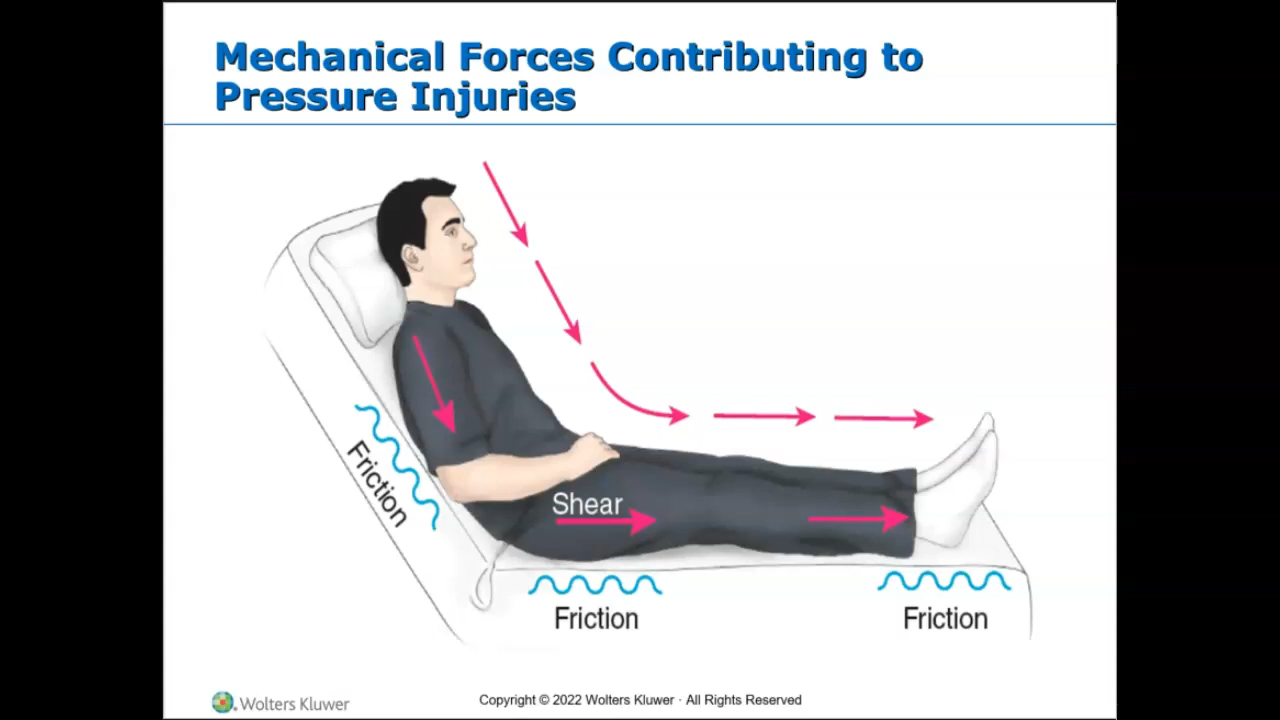 Mechanical Forces Contributing to
Pressure Injuries
Friction
Shear
Friction
Friction
Wolters Kluwer
Copyright © 2022 Wolters Kluwer · All Rights Reserved